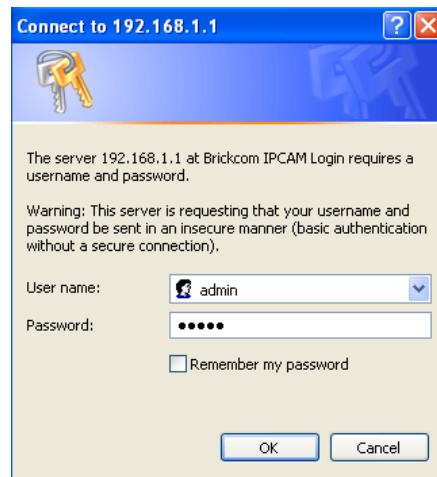 Connect to 192.168.1.1
The server 192.168.1.1 at Brickcom IPCAM Login requires a
username and password.
Warning: This server is requesting that your username and
password be sent in an insecure manner (basic authentication
without a secure connection).
User name: admin
Password: •••••
Remember my password
OK Cancel